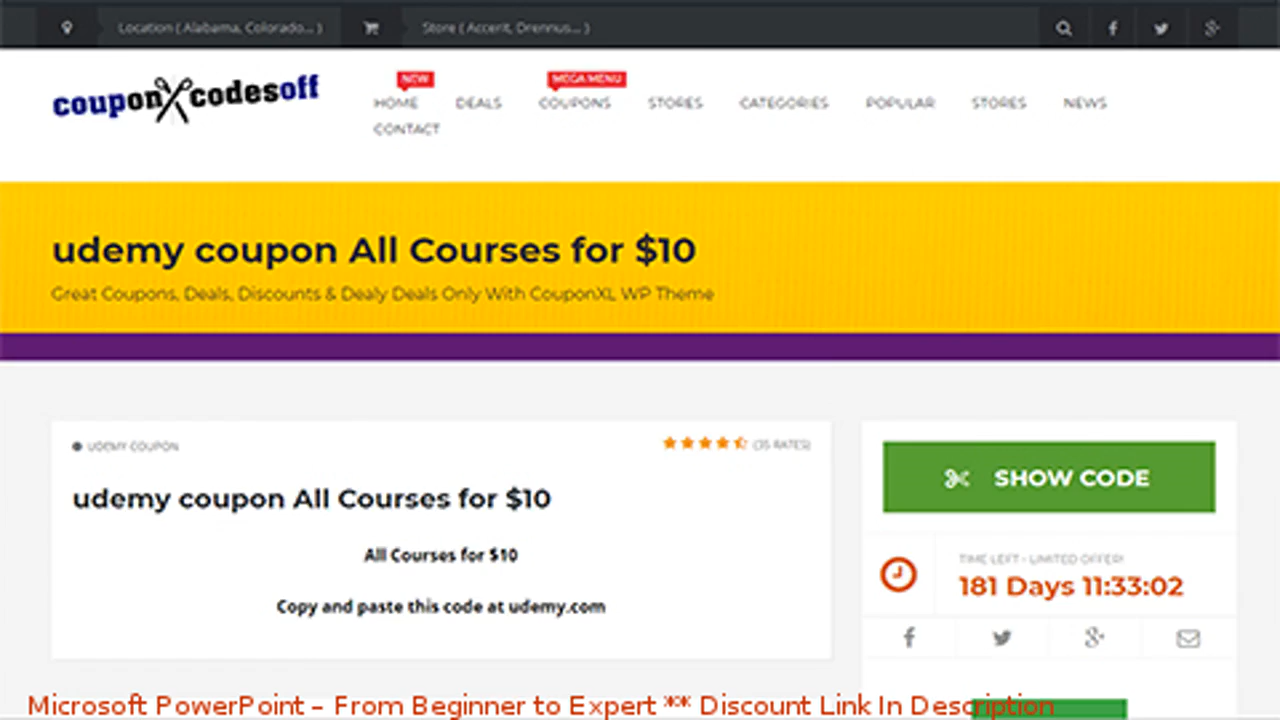 Location ( Alabama, Colorado... ) Store ( Accent, Drennus... )
NEW MEGA MENU
couponcodesoff
HOME DEALS COUPONS STORES CATEGORIES POPULAR STORES NEWS
CONTACT
udemy coupon All Courses for $10
Great Coupons, Deals, Discounts & Dealy Deals Only With CouponXL WP Theme
UDEMY COUPON (35 RATES)
SHOW CODE
udemy coupon All Courses for $10
All Courses for $10
TIME LEFT - LIMITED OFFER!
181 Days 11:33:02
Copy and paste this code at udemy.com
Microsoft PowerPoint – From Beginner to Expert ** Discount Link In Description